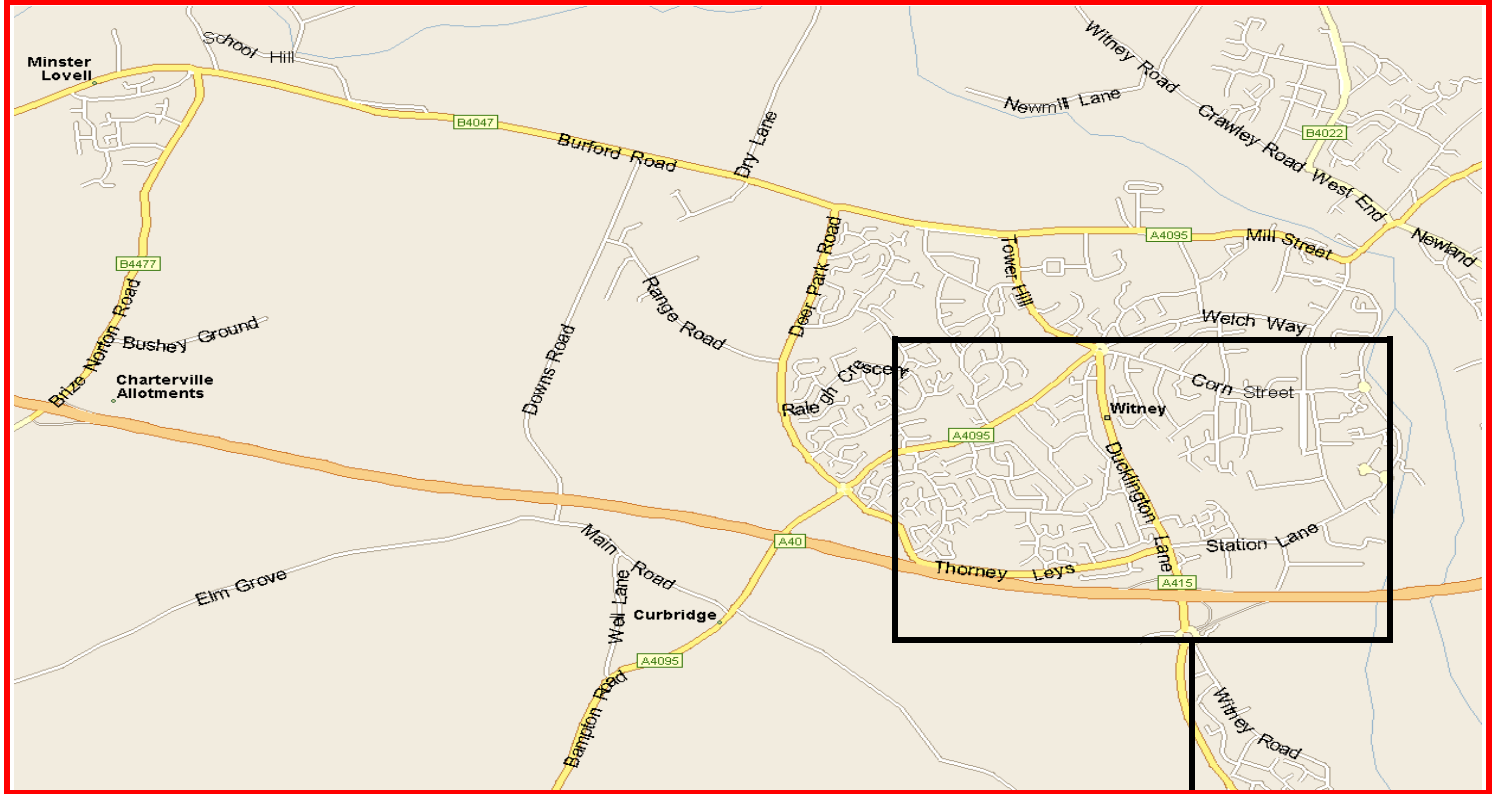 School Hill
Minster
Lovell
Witney Road
Newmill Lane
B4047
Crawley Road
B4022
Burford Road
Dry Lane
West End
A4095
Mill Street
Newland
Deer Park Road
Tower Hill
B4477
Brize Norton Road
Bushey Ground
Range Road
Welch Way
Downs Road
Raleigh Crescent
Charterville
Allotments
Corn Street
Witney
A4095
Ducklington Lane
A40
Main Road
Station Lane
Thorney Leys
A415
Elm Grove
Well Lane
Curbridge
A4095
Bampton Road
Witney Road